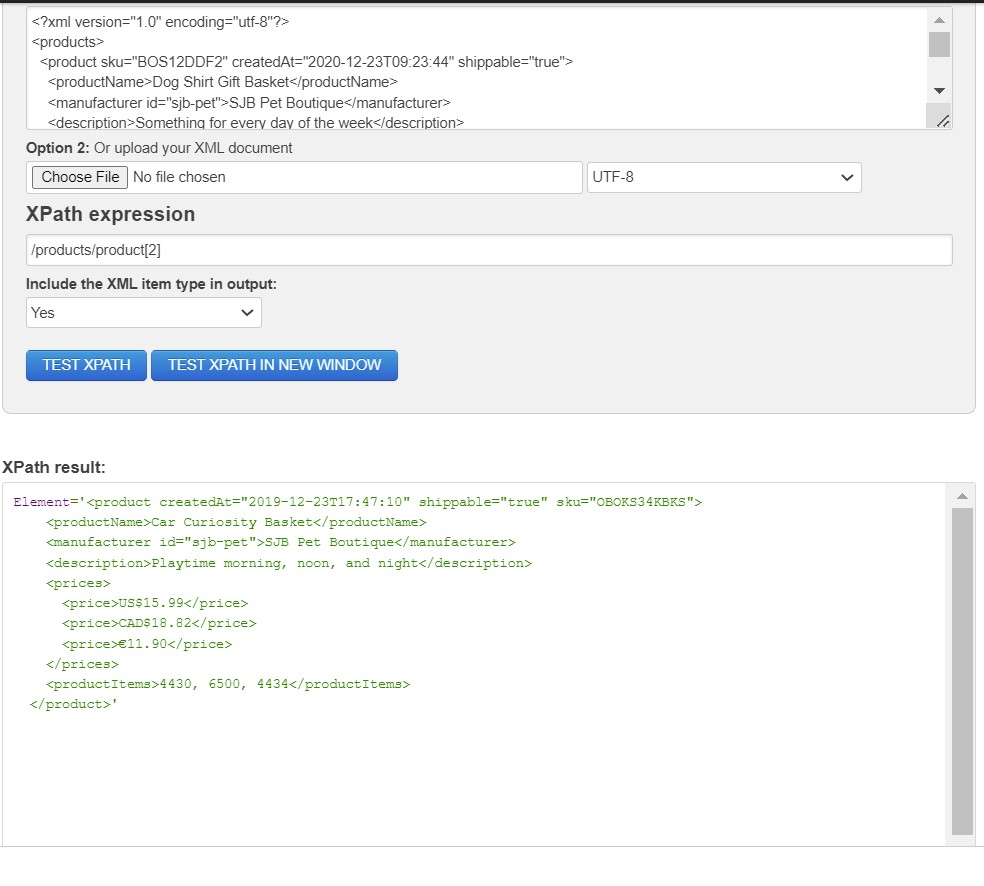 <?xml version="1.0" encoding="utf-8"?>
<products>
<product sku="BOS12DDF2" createdAt="2020-12-23T09:23:44" shippable="true">
<productName>Dog Shirt Gift Basket</productName>
<manufacturer id="sjb-pet">SJB Pet Boutique</manufacturer>
<description>Something for every day of the week</description>
Option 2: Or upload your XML document
Choose File No file chosen UTF-8
XPath expression
/products/product[2]
Include the XML item type in output:
Yes
TEST XPATH TEST XPATH IN NEW WINDOW
XPath result:
Element='<product createdAt="2019-12-23T17:47:10" shippable="true" sku="OBOKS34KBKS">
<productName>Car Curiosity Basket</productName>
<manufacturer id="sjb-pet">SJB Pet Boutique</manufacturer>
<description>Playtime morning, noon, and night</description>
<prices>
<price>US$15.99</price>
<price>CAD$18.82</price>
<price>€11.90</price>
</prices>
<productItems>4430, 6500, 4434</productItems>
</product>'